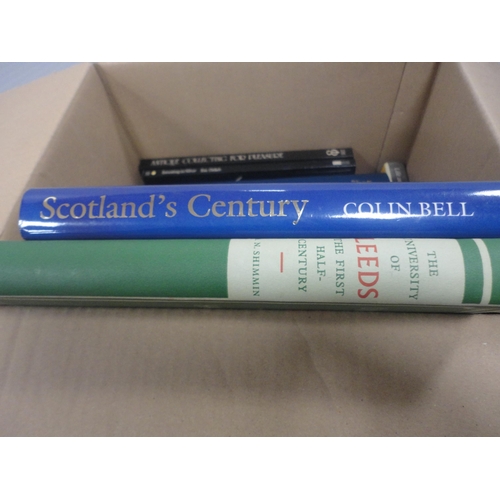 ANTIQUE COLLECTING FOR PLEASURE
Scotland's Century COLIN BELL
THE
UNIVERSITY
OF
LEEDS
THE FIRST
HALF-
CENTURY
N. SHIMMIN